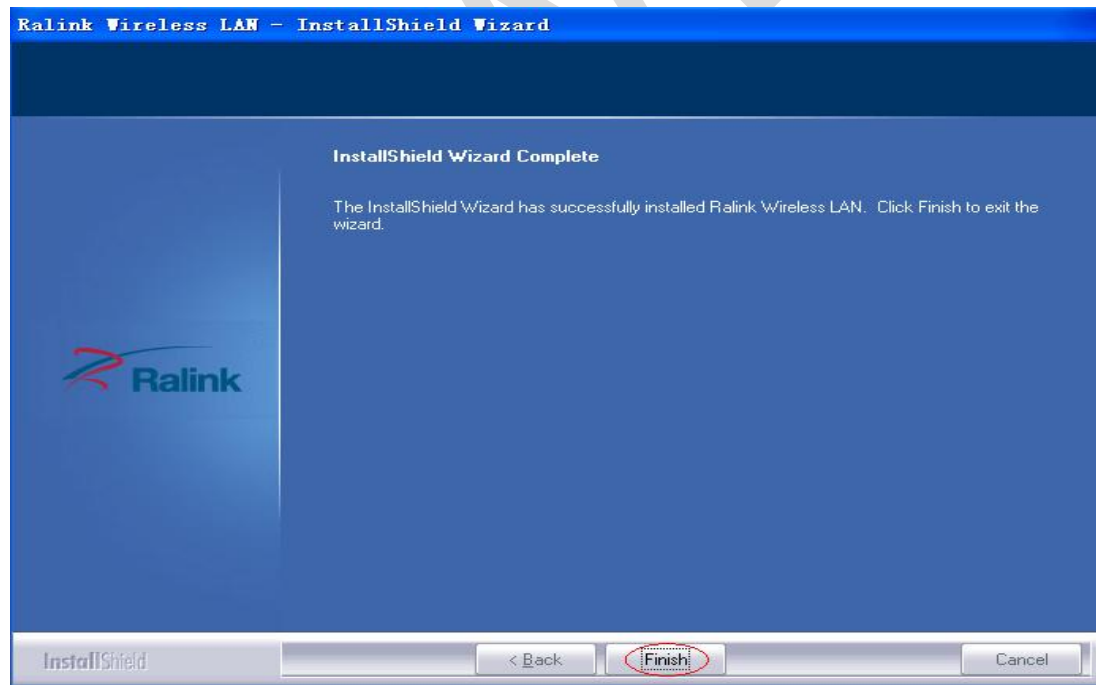 Ralink Wireless LAN - InstallShield Wizard
InstallShield Wizard Complete
The InstallShield Wizard has successfully installed Ralink Wireless LAN. Click Finish to exit the
wizard.
Ralink
InstallShield
< Back
Finish
Cancel